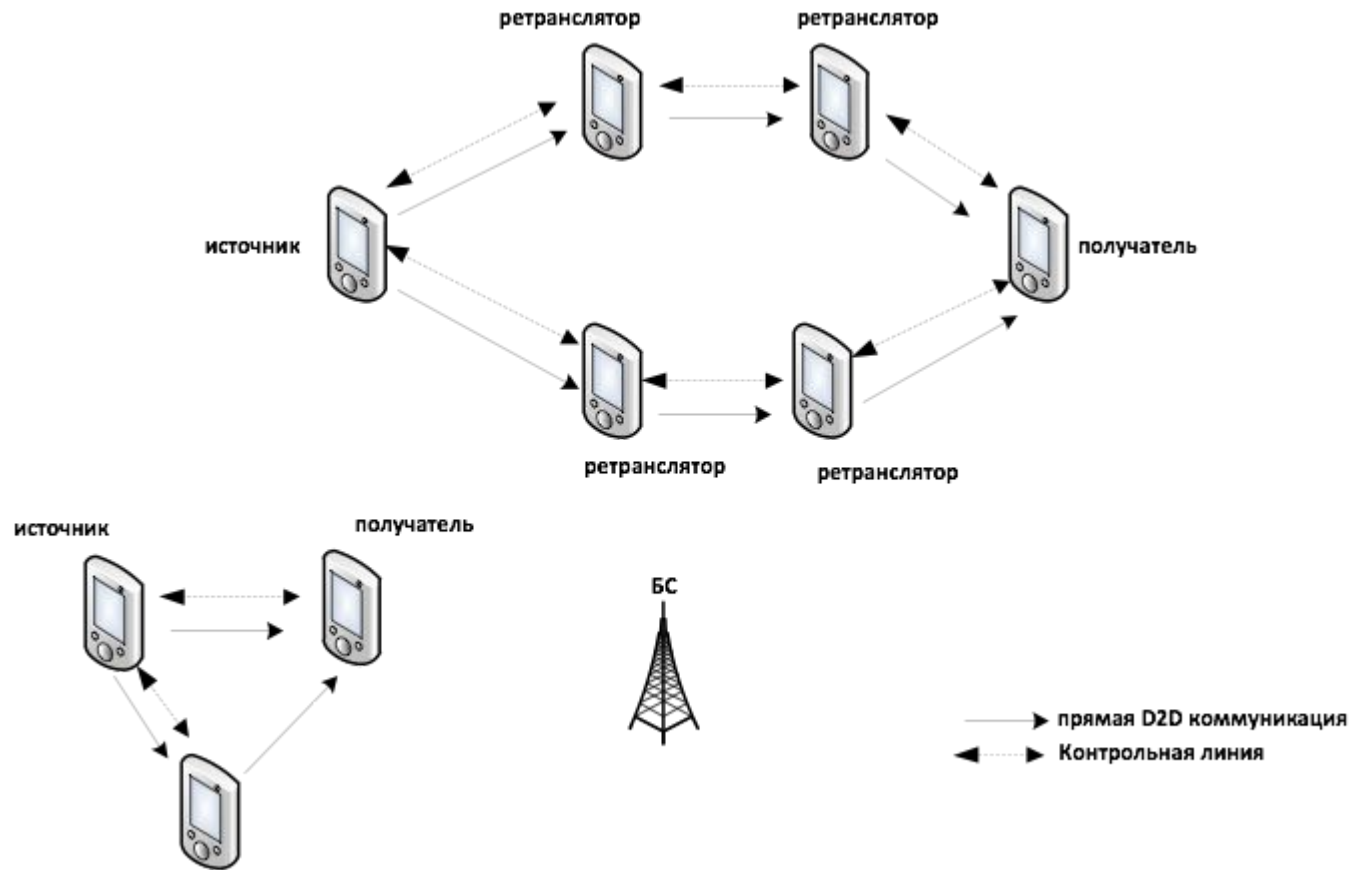 ретранслятор
ретранслятор
источник
получатель
ретранслятор
ретранслятор
источник
получатель
БС
прямая D2D коммуникация
Контрольная линия